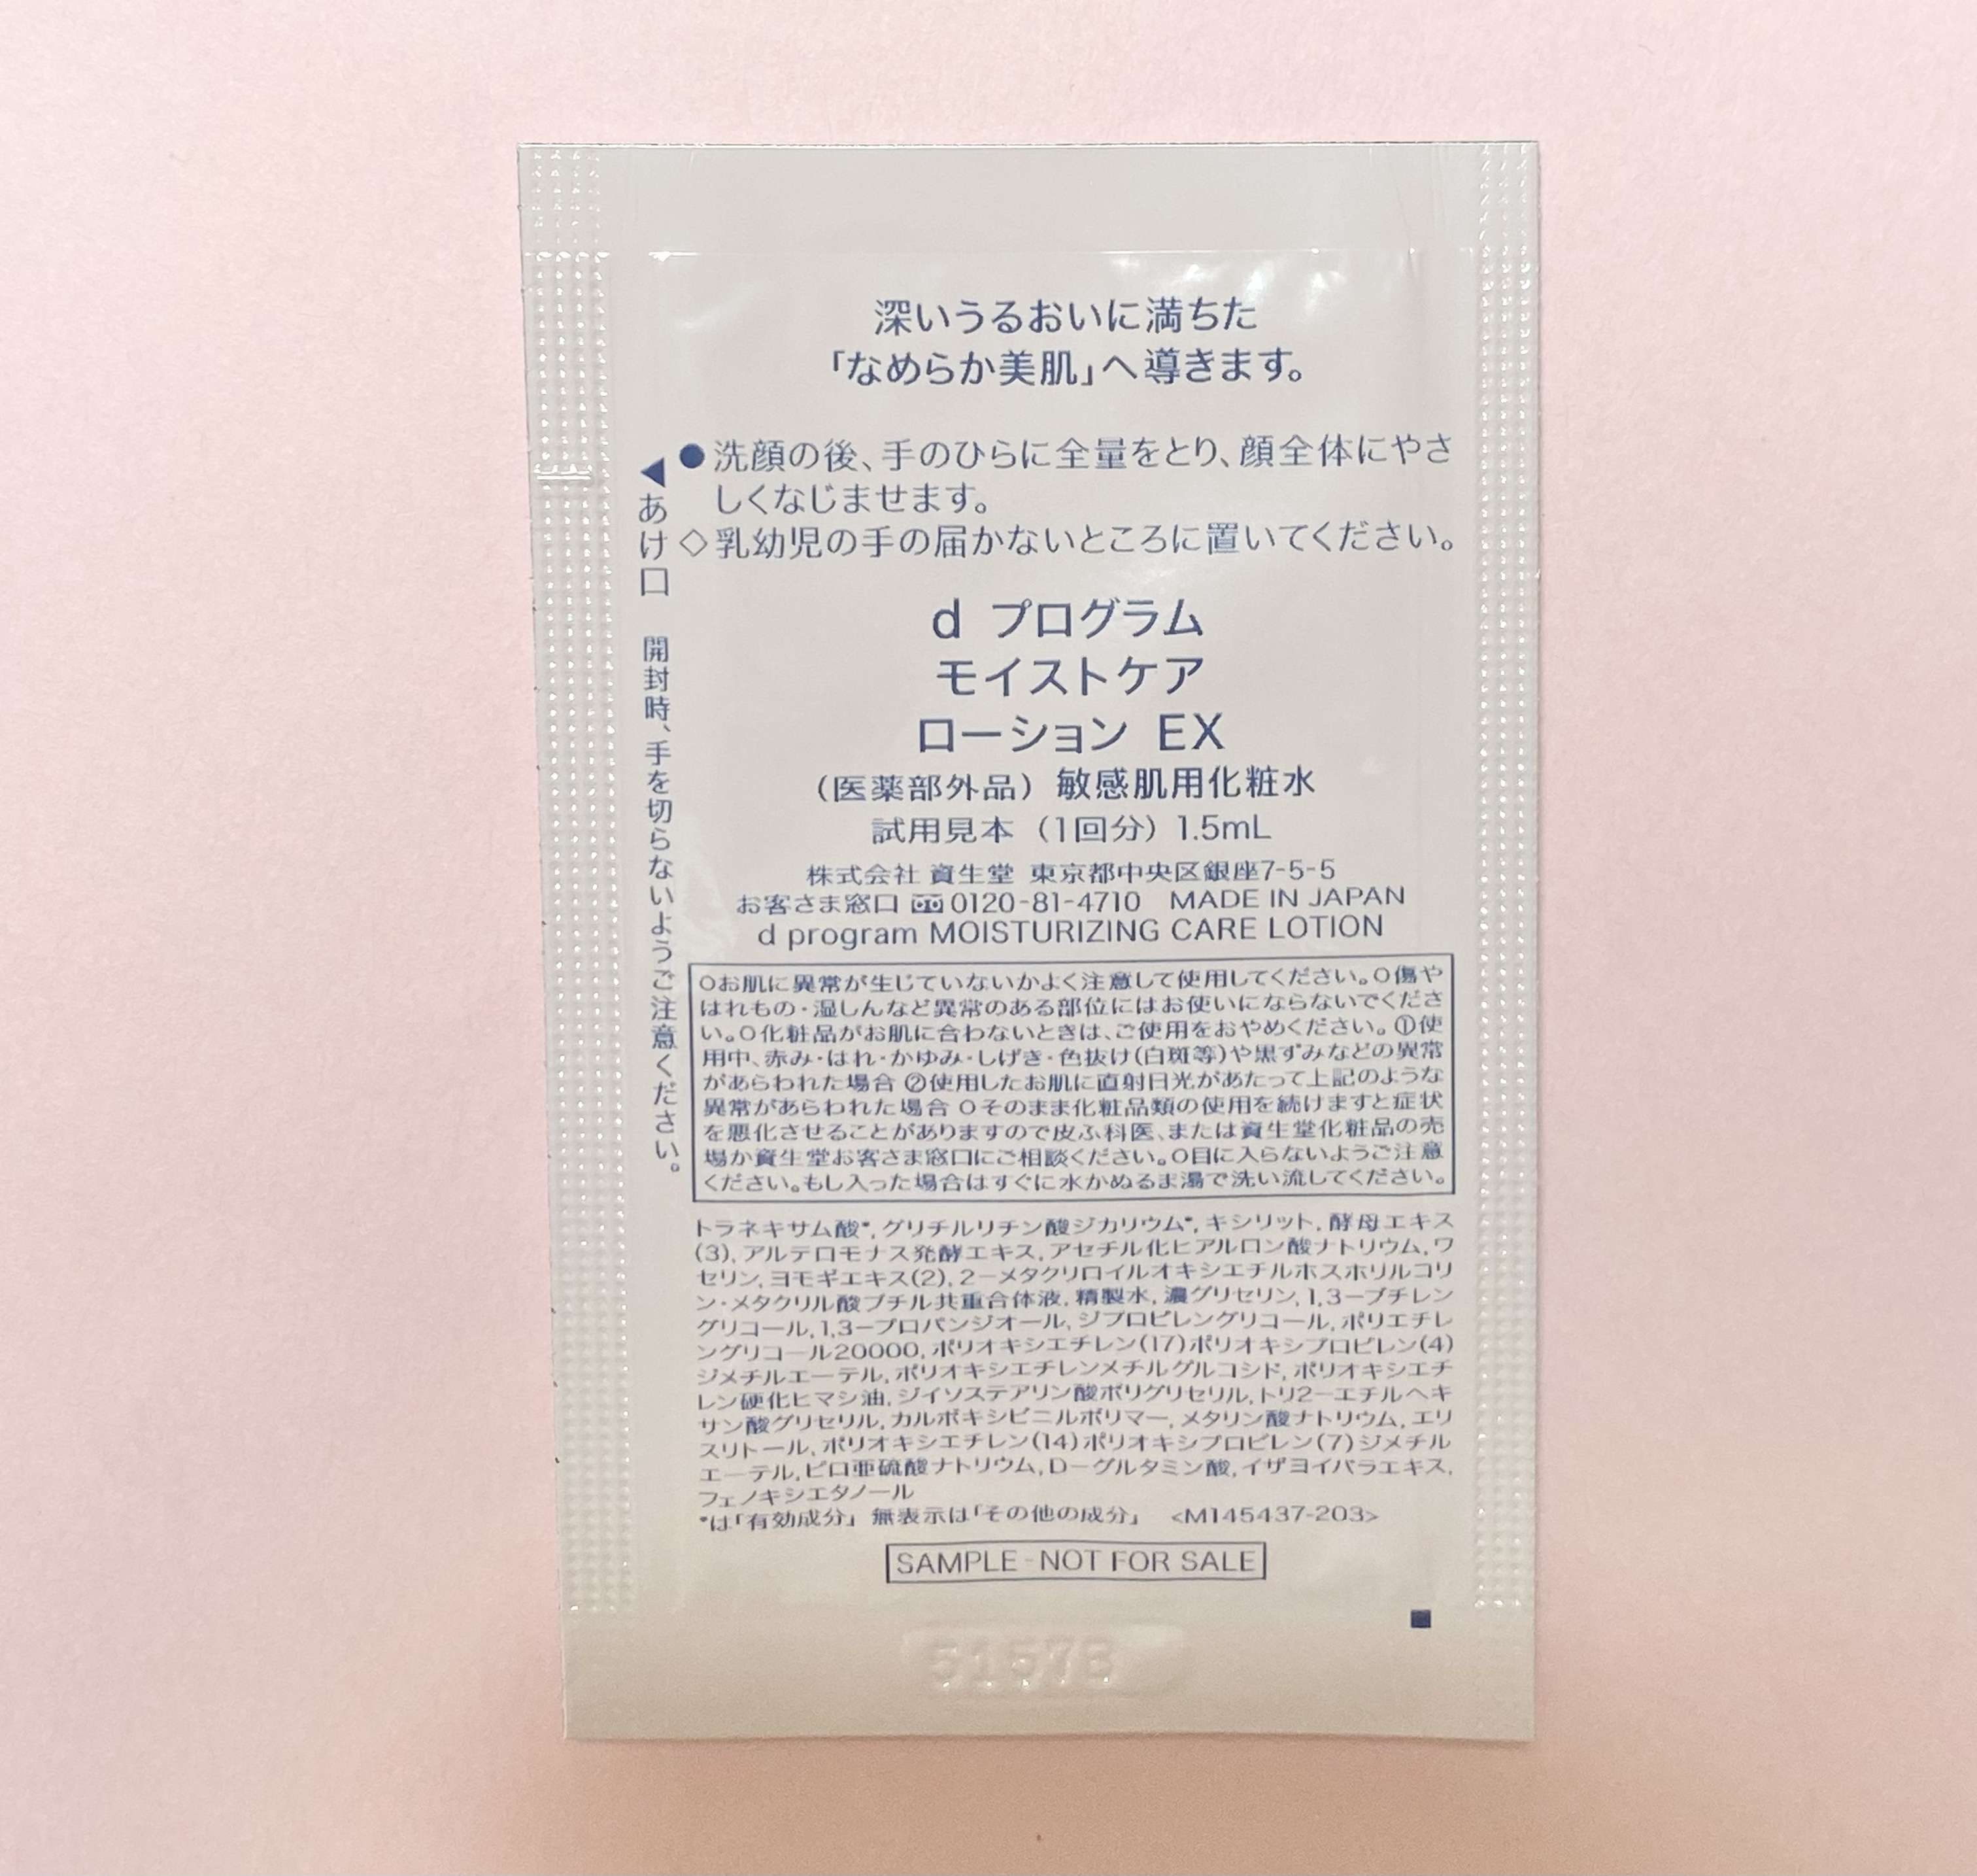 深いうるおいに満ちた
「なめらか美肌」へ導きます。
●洗顔の後、手のひらに全量をとり、顔全体にやさ
しくなじませます。
◇乳幼児の手の届かないところに置いてください。
◀あけ口 開封時、手を切らないようご注意ください。
d プログラム
モイストケア
ローション EX
（医薬部外品）敏感肌用化粧水
試用見本（1回分）1.5mL
株式会社 資生堂 東京都中央区銀座7-5-5
お客さま窓口 0120-81-4710 MADE IN JAPAN
d program MOISTURIZING CARE LOTION
○お肌に異常が生じていないかよく注意して使用してください。○傷や
はれもの・湿しんなど異常のある部位にはお使いにならないでくださ
い。○化粧品がお肌に合わないときは、ご使用をおやめください。①使
用中、赤み・はれ・かゆみ・しげき・色抜け(白斑等)や黒ずみなどの異常
があらわれた場合 ②使用したお肌に直射日光があたって上記のような
異常があらわれた場合 ○そのまま化粧品類の使用を続けますと症状
を悪化させることがありますので皮ふ科医、または資生堂化粧品の売
場か資生堂お客さま窓口にご相談ください。○目に入らないようご注意
ください。もし入った場合はすぐに水かぬるま湯で洗い流してください。
トラネキサム酸*,グリチルリチン酸ジカリウム*,キシリット,酵母エキス
(3),アルテロモナス発酵エキス,アセチル化ヒアルロン酸ナトリウム,ワ
セリン,ヨモギエキス(2),2－メタクリロイルオキシエチルホスホリルコリ
ン・メタクリル酸ブチル共重合体液,精製水,濃グリセリン,1,3－ブチレン
グリコール,1,3－プロパンジオール,ジプロピレングリコール,ポリエチレ
ングリコール20000,ポリオキシエチレン(17)ポリオキシプロピレン(4)
ジメチルエーテル,ポリオキシエチレンメチルグルコシド,ポリオキシエチ
レン硬化ヒマシ油,ジイソステアリン酸ポリグリセリル,トリ2－エチルヘキ
サン酸グリセリル,カルボキシビニルポリマー,メタリン酸ナトリウム,エリ
スリトール,ポリオキシエチレン(14)ポリオキシプロピレン(7)ジメチル
エーテル,ピロ亜硫酸ナトリウム,D－グルタミン酸,イザヨイバラエキス,
フェノキシエタノール
*は「有効成分」 無表示は「その他の成分」 <M145437-203>
SAMPLE - NOT FOR SALE